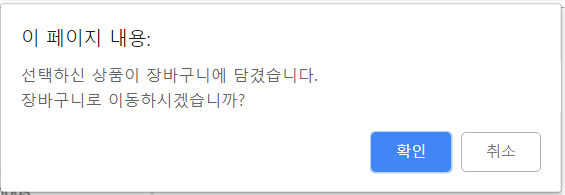 이 페이지 내용:
선택하신 상품이 장바구니에 담겼습니다.
장바구니로 이동하시겠습니까?
확인
취소